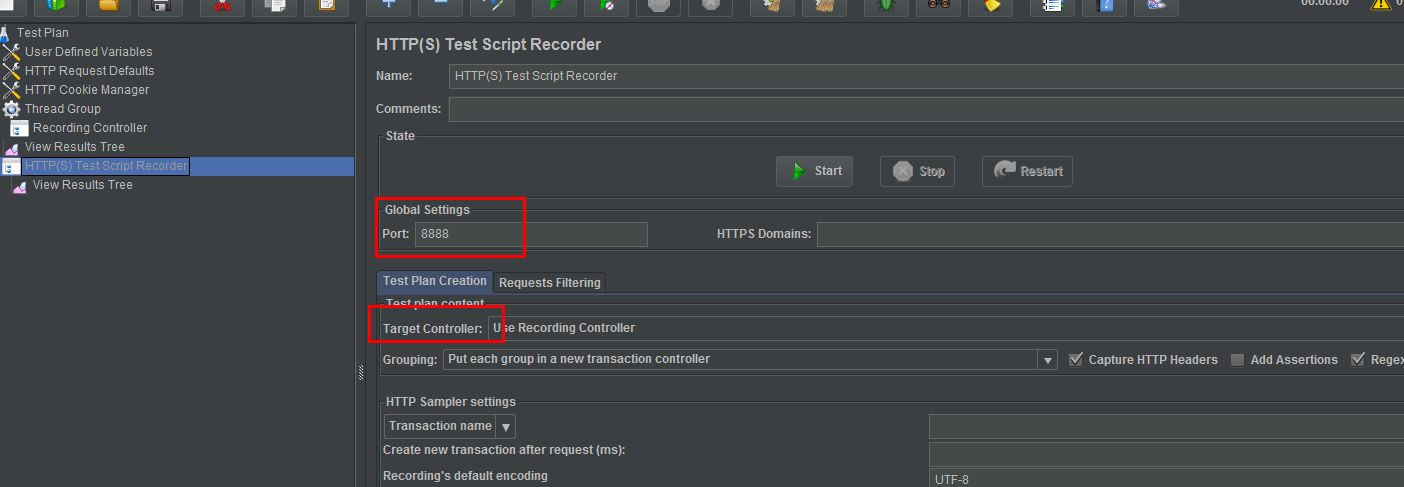 00:00:00
Test Plan
User Defined Variables
HTTP Request Defaults
HTTP Cookie Manager
Thread Group
Recording Controller
View Results Tree
HTTP(S) Test Script Recorder
View Results Tree
HTTP(S) Test Script Recorder
Name: HTTP(S) Test Script Recorder
Comments:
State
Start Stop Restart
Global Settings
Port: 8888 HTTPS Domains:
Test Plan Creation Requests Filtering
Test plan content
Target Controller: Use Recording Controller
Grouping: Put each group in a new transaction controller Capture HTTP Headers Add Assertions Regex
HTTP Sampler settings
Transaction name
Create new transaction after request (ms):
Recording's default encoding UTF-8